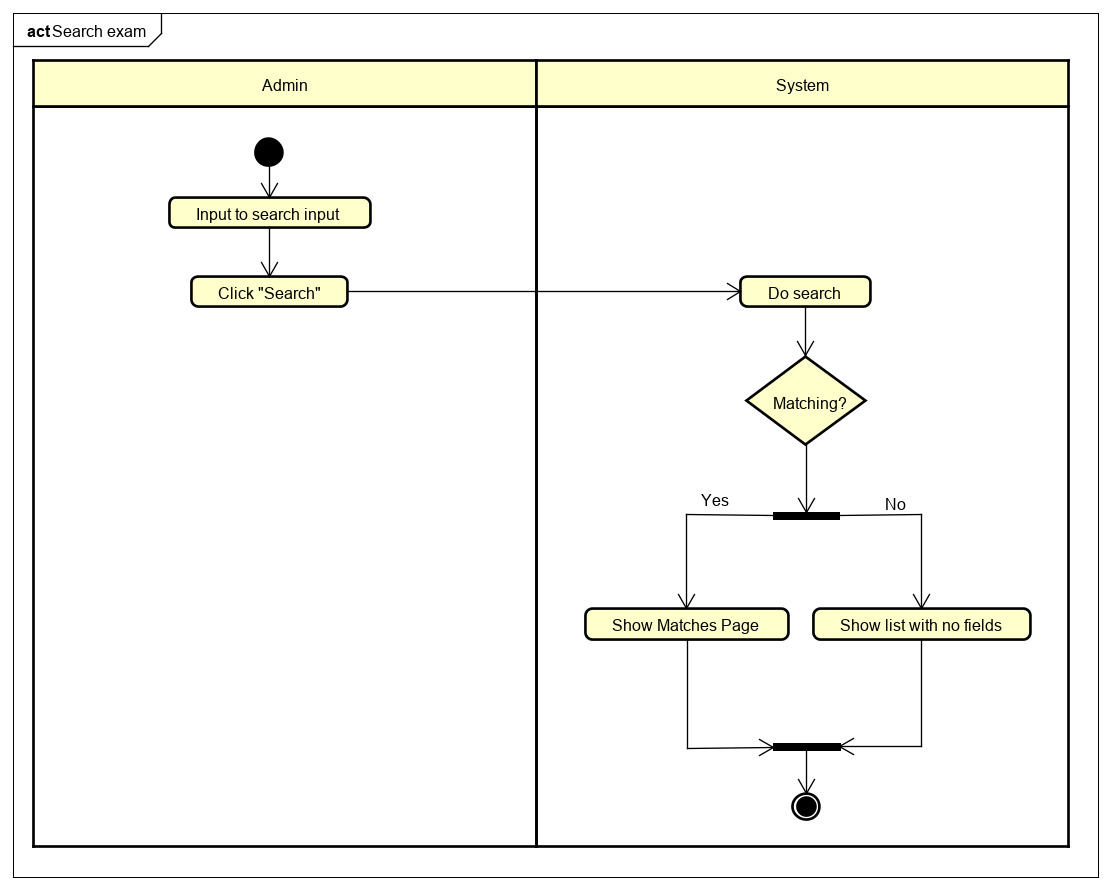 act Search exam
Admin
System
Input to search input
Click "Search"
Do search
Matching?
Yes
No
Show Matches Page
Show list with no fields